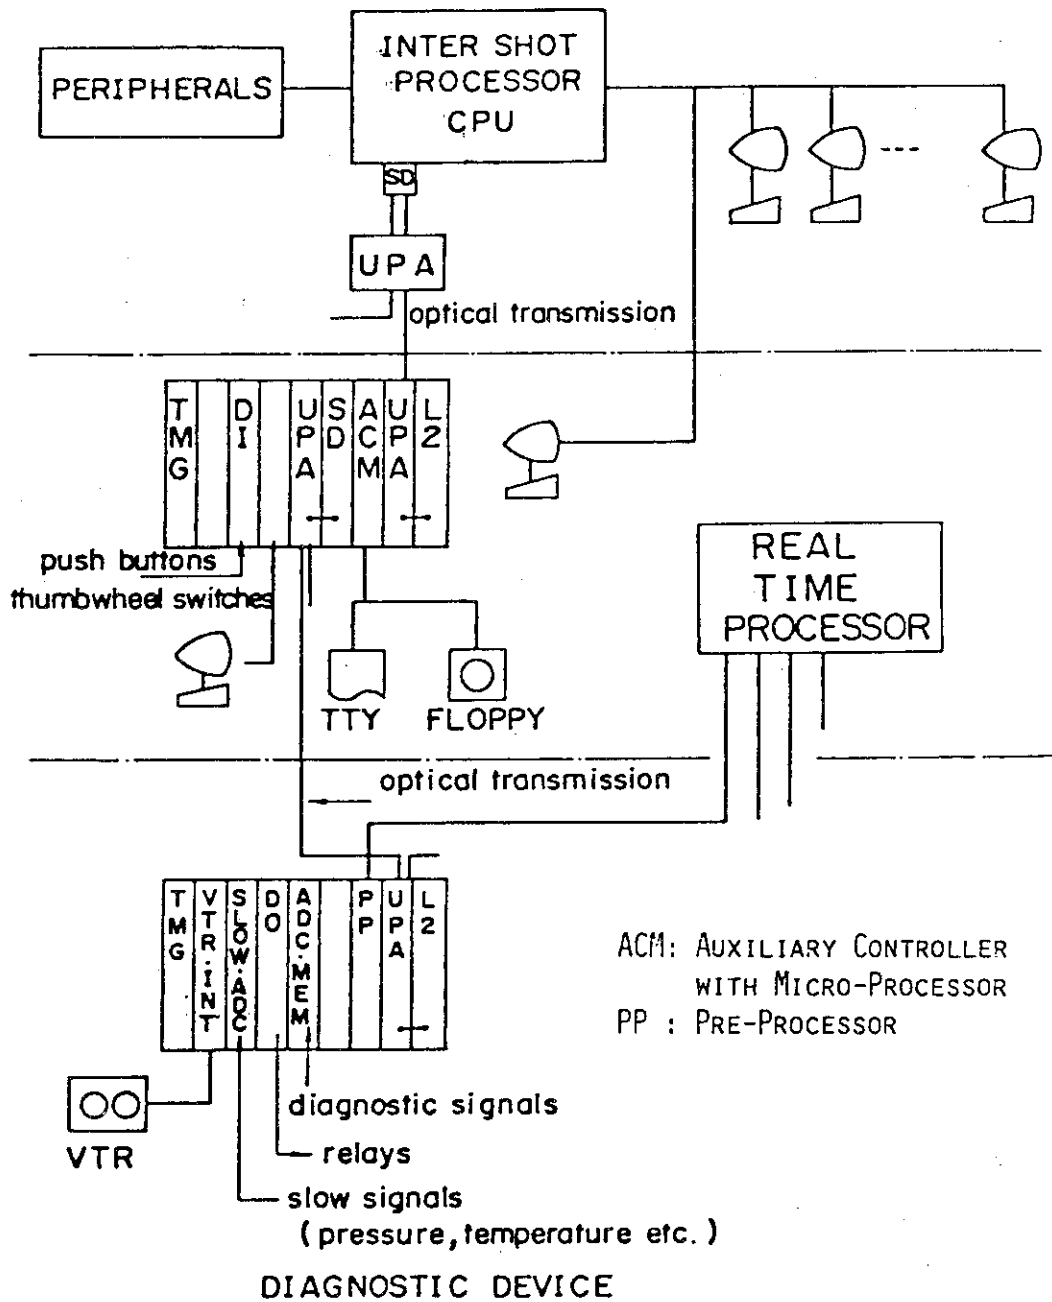 INTER SHOT
PROCESSOR
CPU
PERIPHERALS
SD
UPA
optical transmission
TMG
DI
UPA
SD
ACM
UPA
L2
push buttons
thumbwheel switches
TTY
FLOPPY
REAL
TIME
PROCESSOR
optical transmission
TMG
VTR·INT
SLOW·ADC
DO
ADC·MEM
PP
UPA
L2
ACM: AUXILIARY CONTROLLER
WITH MICRO-PROCESSOR
PP : PRE-PROCESSOR
VTR
diagnostic signals
relays
slow signals
(pressure, temperature etc.)
DIAGNOSTIC DEVICE